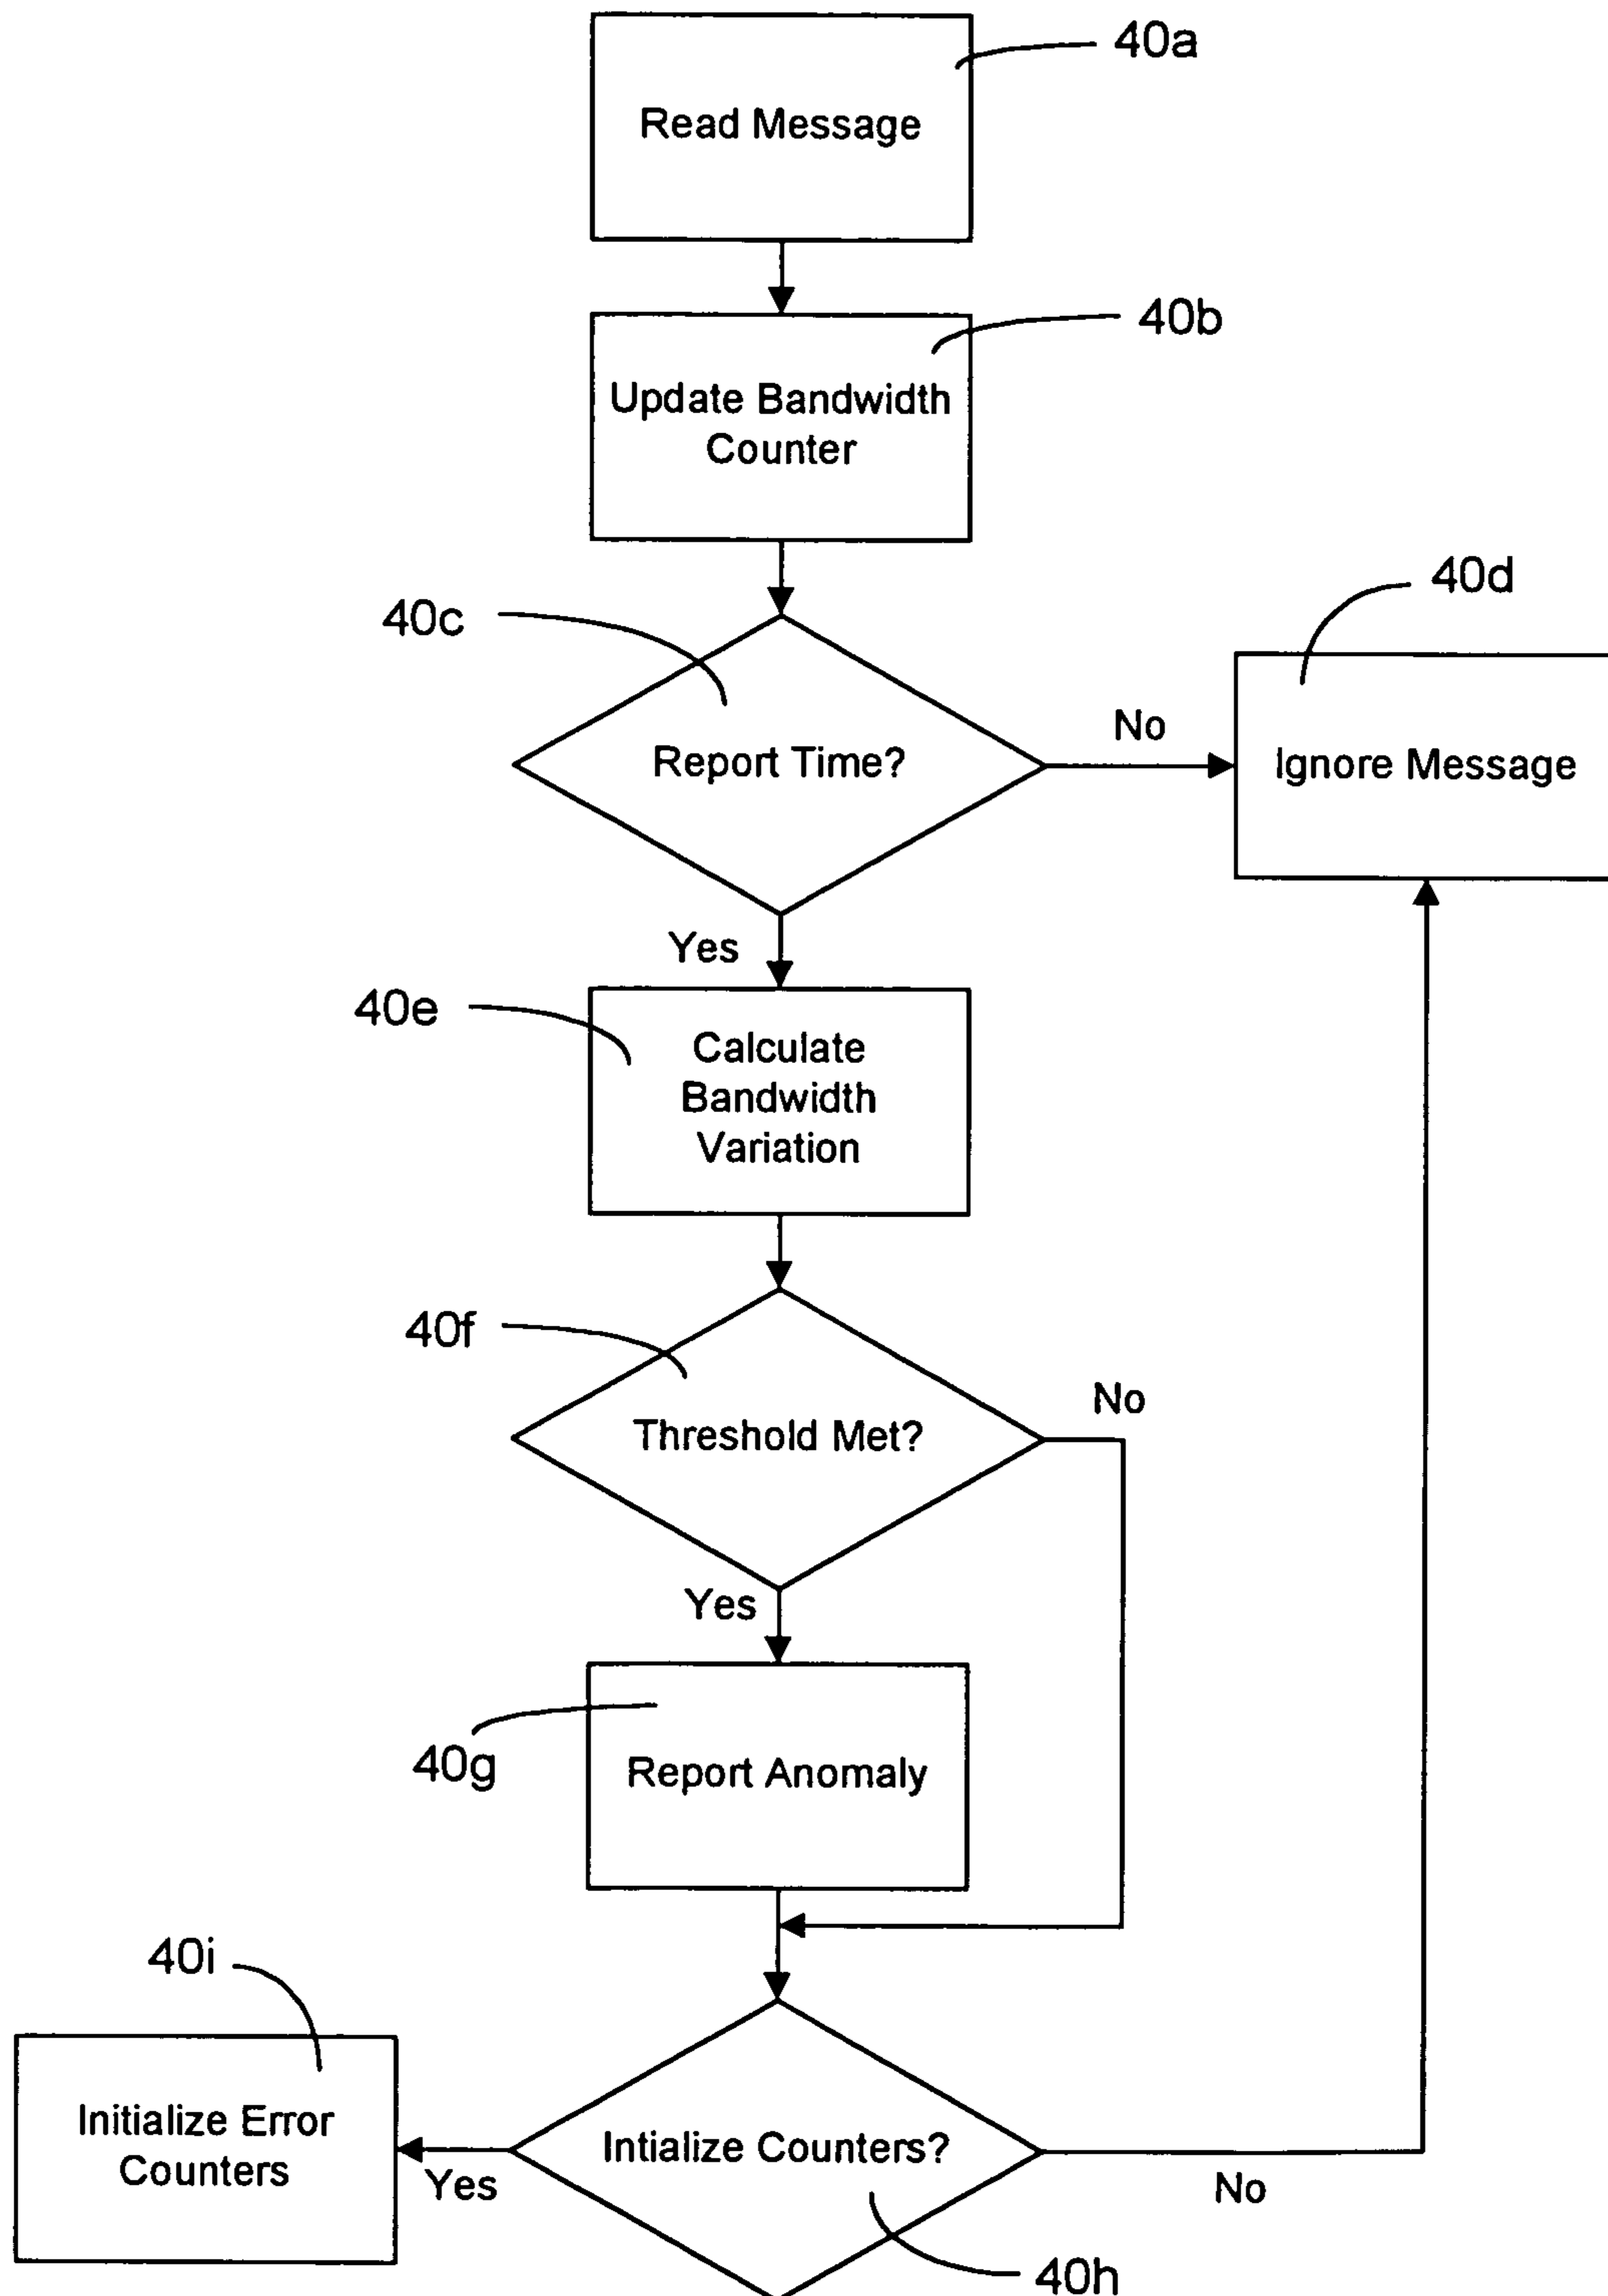 40a
Read Message
40b
Update Bandwidth
Counter
40c
40d
Report Time?
No
Ignore Message
Yes
40e
Calculate
Bandwidth
Variation
40f
No
Threshold Met?
Yes
40g
Report Anomaly
40i
Initialize Error
Counters
Yes
Intialize Counters?
No
40h